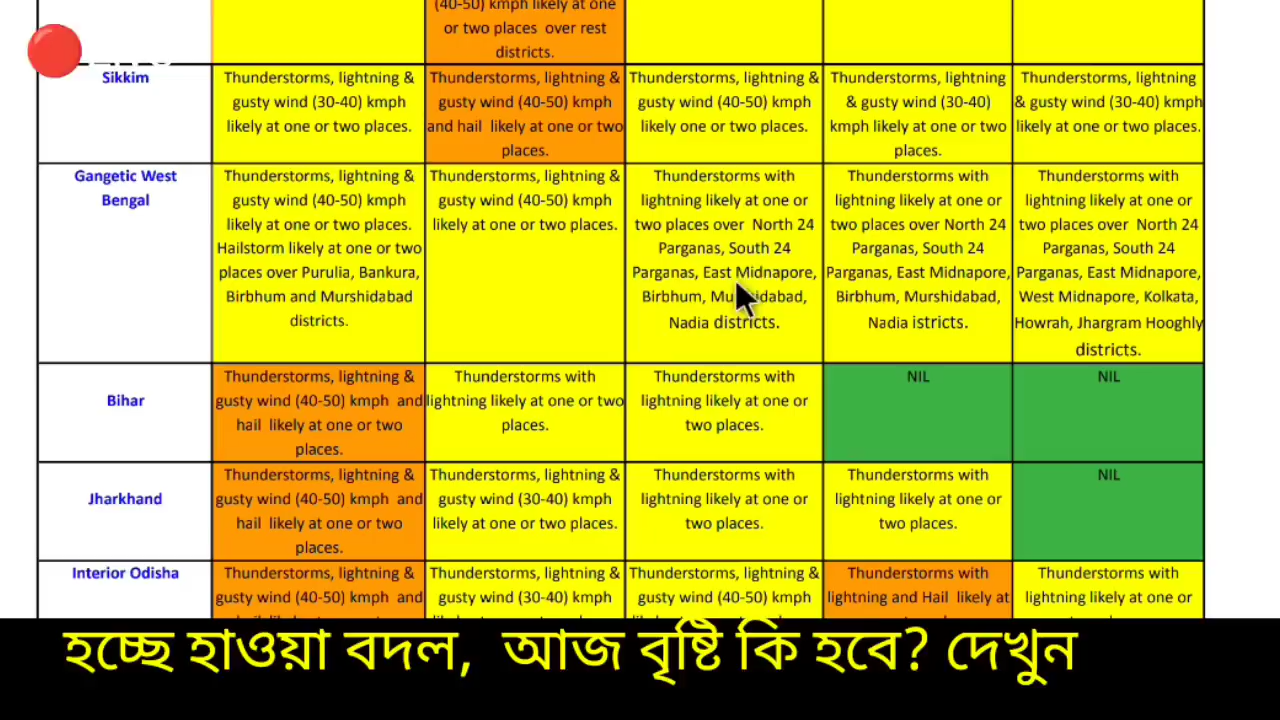 (40-50) kmph likely at one
or two places over rest
districts.
Sikkim
Thunderstorms, lightning &
gusty wind (30-40) kmph
likely at one or two places.
Thunderstorms, lightning &
gusty wind (40-50) kmph
and hail likely at one or two
places.
Thunderstorms, lightning &
gusty wind (40-50) kmph
likely one or two places.
Thunderstorms, lightning
& gusty wind (30-40)
kmph likely at one or two
places.
Thunderstorms, lightning
& gusty wind (30-40) kmph
likely at one or two places.
Gangetic West
Bengal
Thunderstorms, lightning &
gusty wind (40-50) kmph
likely at one or two places.
Hailstorm likely at one or two
places over Purulia, Bankura,
Birbhum and Murshidabad
districts.
Thunderstorms, lightning &
gusty wind (40-50) kmph
likely at one or two places.
Thunderstorms with
lightning likely at one or
two places over North 24
Parganas, South 24
Parganas, East Midnapore,
Birbhum, Murshidabad,
Nadia districts.
Thunderstorms with
lightning likely at one or
two places over North 24
Parganas, South 24
Parganas, East Midnapore,
Birbhum, Murshidabad,
Nadia istricts.
Thunderstorms with
lightning likely at one or
two places over North 24
Parganas, South 24
Parganas, East Midnapore,
West Midnapore, Kolkata,
Howrah, Jhargram Hooghly
districts.
Bihar
Thunderstorms, lightning &
gusty wind (40-50) kmph and
hail likely at one or two
places.
Thunderstorms with
lightning likely at one or two
places.
Thunderstorms with
lightning likely at one or
two places.
NIL
NIL
Jharkhand
Thunderstorms, lightning &
gusty wind (40-50) kmph and
hail likely at one or two
places.
Thunderstorms, lightning &
gusty wind (30-40) kmph
likely at one or two places.
Thunderstorms with
lightning likely at one or
two places.
Thunderstorms with
lightning likely at one or
two places.
NIL
Interior Odisha
Thunderstorms, lightning &
gusty wind (40-50) kmph and
Thunderstorms, lightning &
gusty wind (30-40) kmph
Thunderstorms, lightning &
gusty wind (40-50) kmph
Thunderstorms with
lightning and Hail likely at
Thunderstorms with
lightning likely at one or
হচ্ছে হাওয়া বদল, আজ বৃষ্টি কি হবে? দেখুন